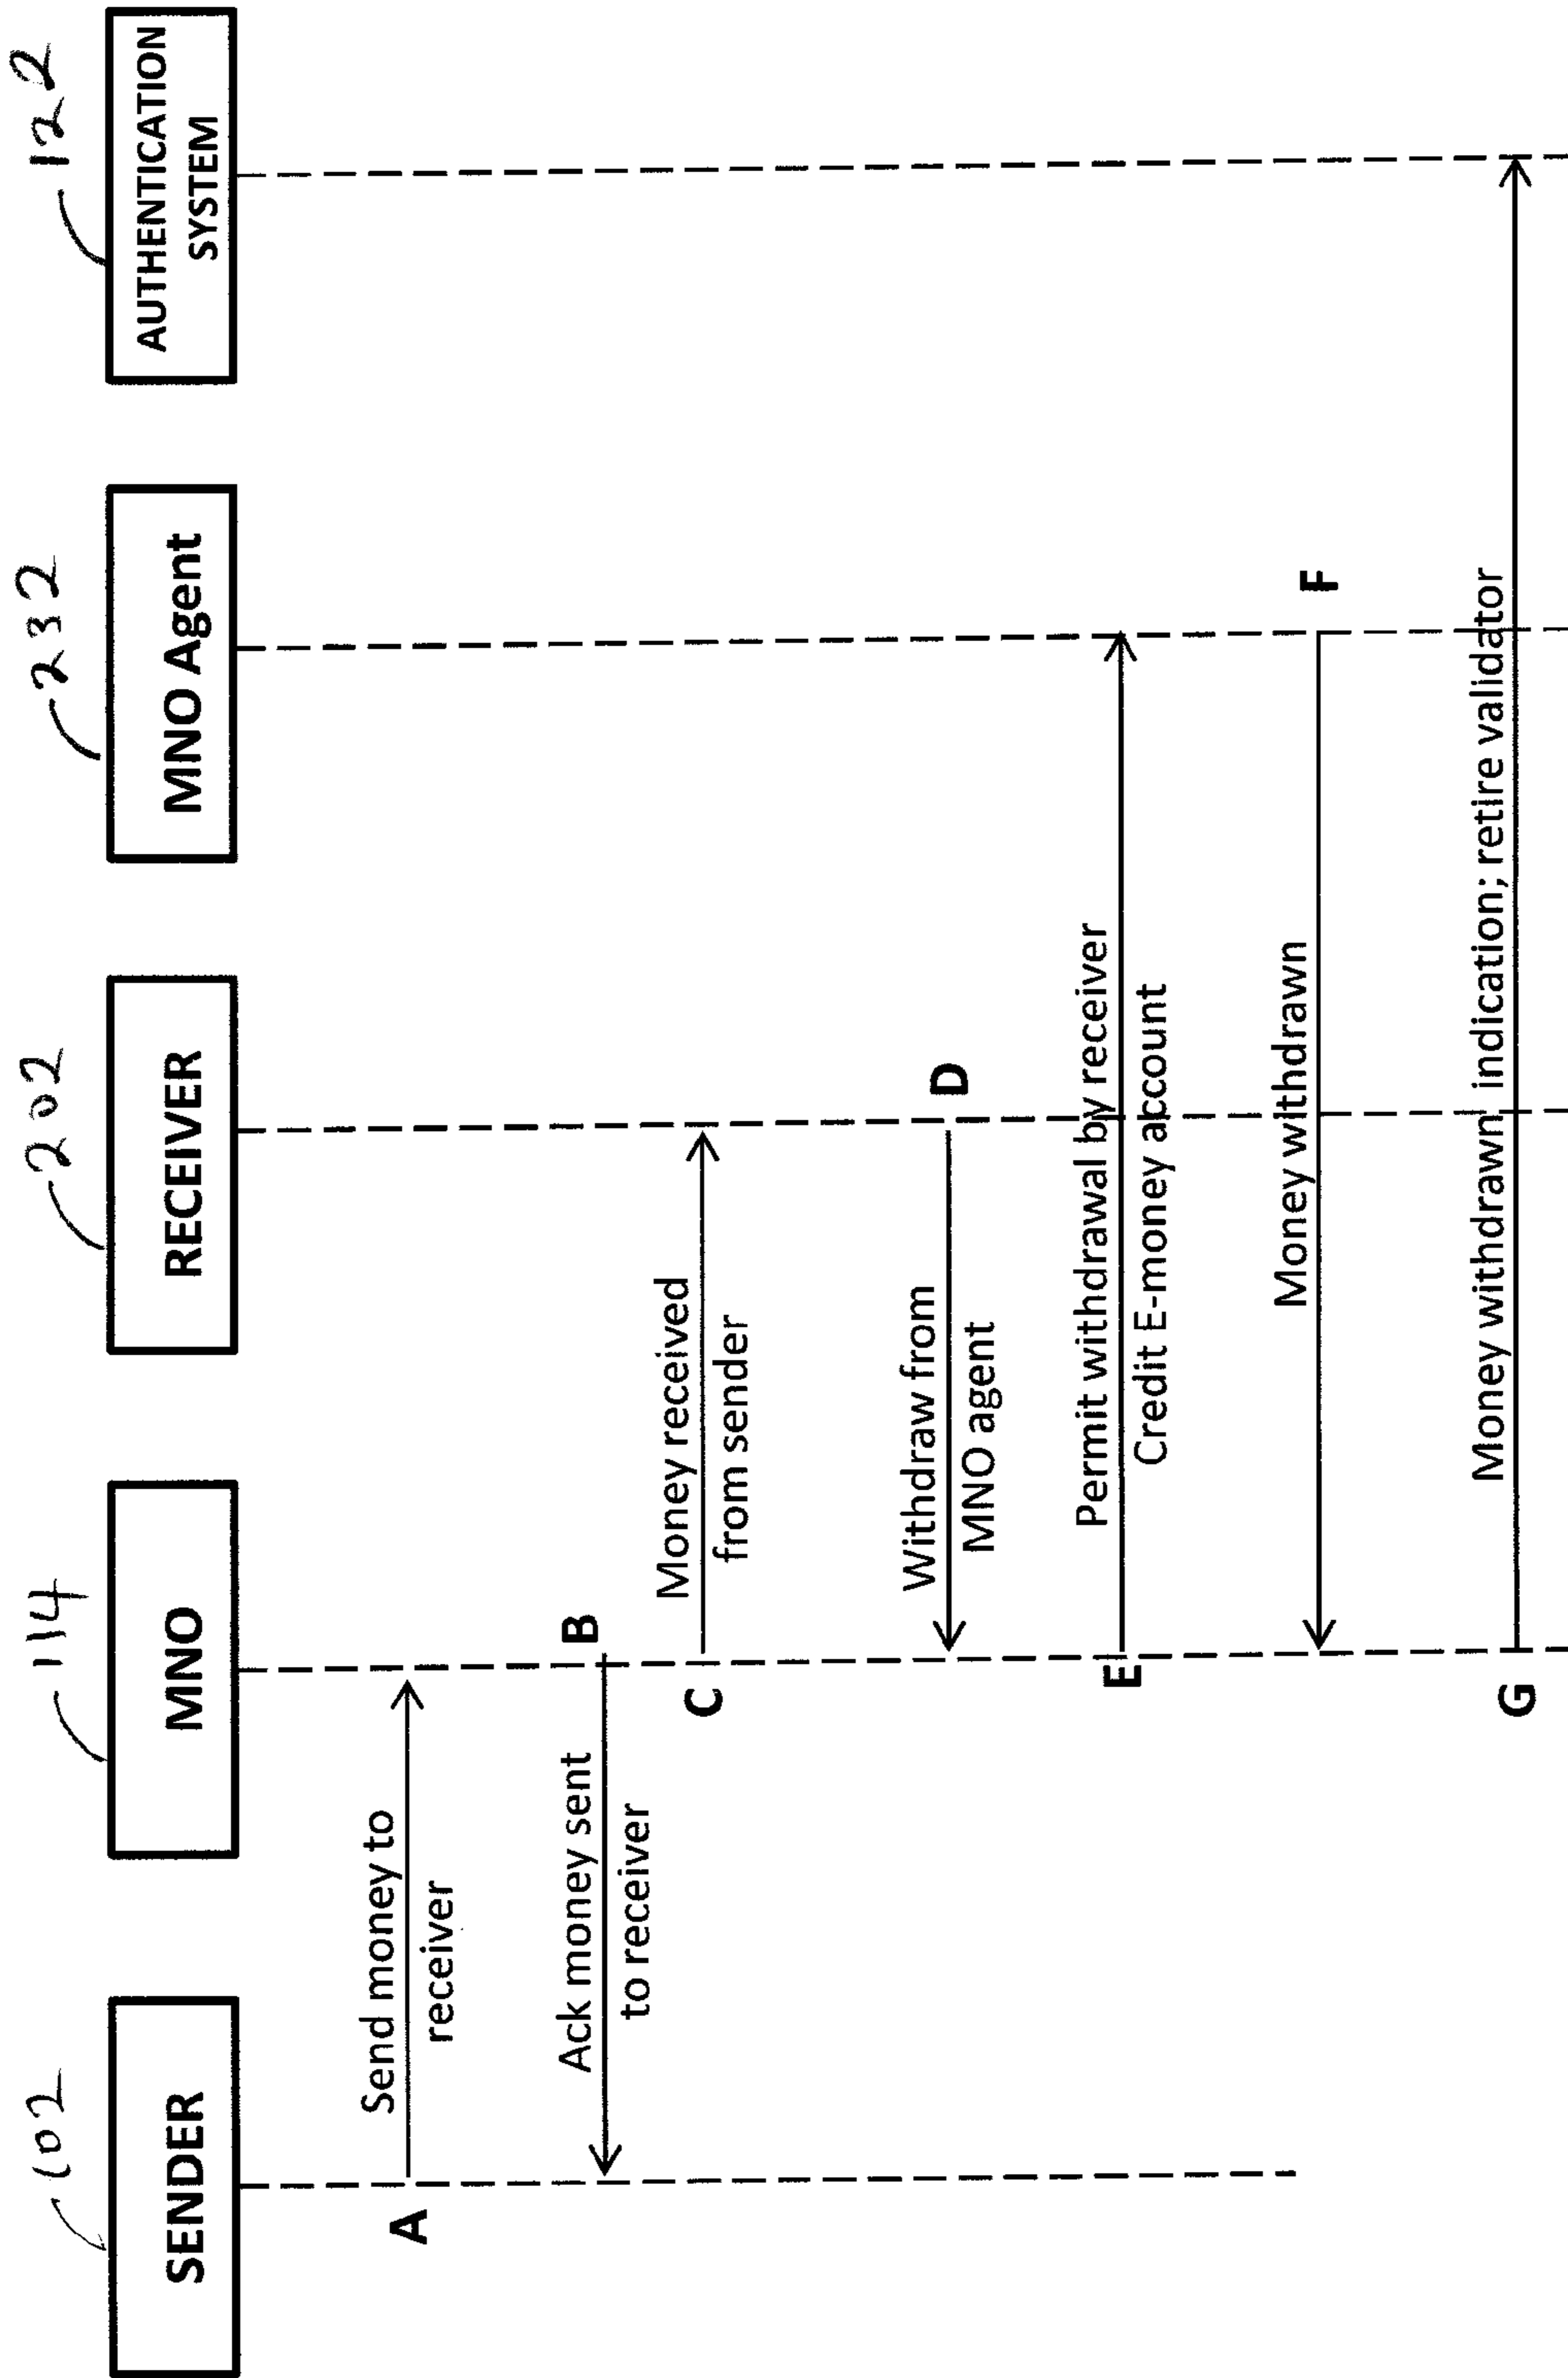 102
SENDER
114
MNO
202
RECEIVER
232
MNO Agent
122
AUTHENTICATION
SYSTEM
A
Send money to
receiver
B
Ack money sent
to receiver
C
Money received
from sender
D
Withdraw from
MNO agent
E
Permit withdrawal by receiver
Credit E-money account
F
Money withdrawn
G
Money withdrawn indication; retire validator